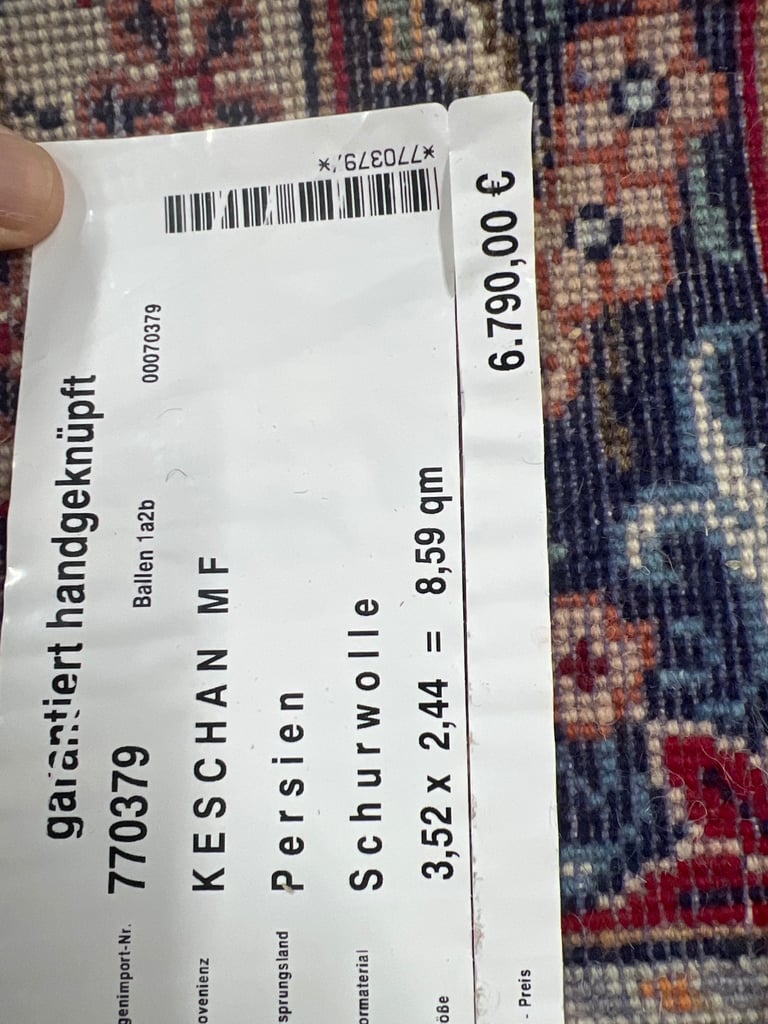 garantiert handgeknüpft
genimport-Nr. 770379
Ballen 1a2b 00070379
*770379,*
ovenienz KESCHAN MF
sprungsland Persien
ormaterial Schurwolle
öße 3,52 x 2,44 = 8,59 qm
- Preis 6.790,00 €